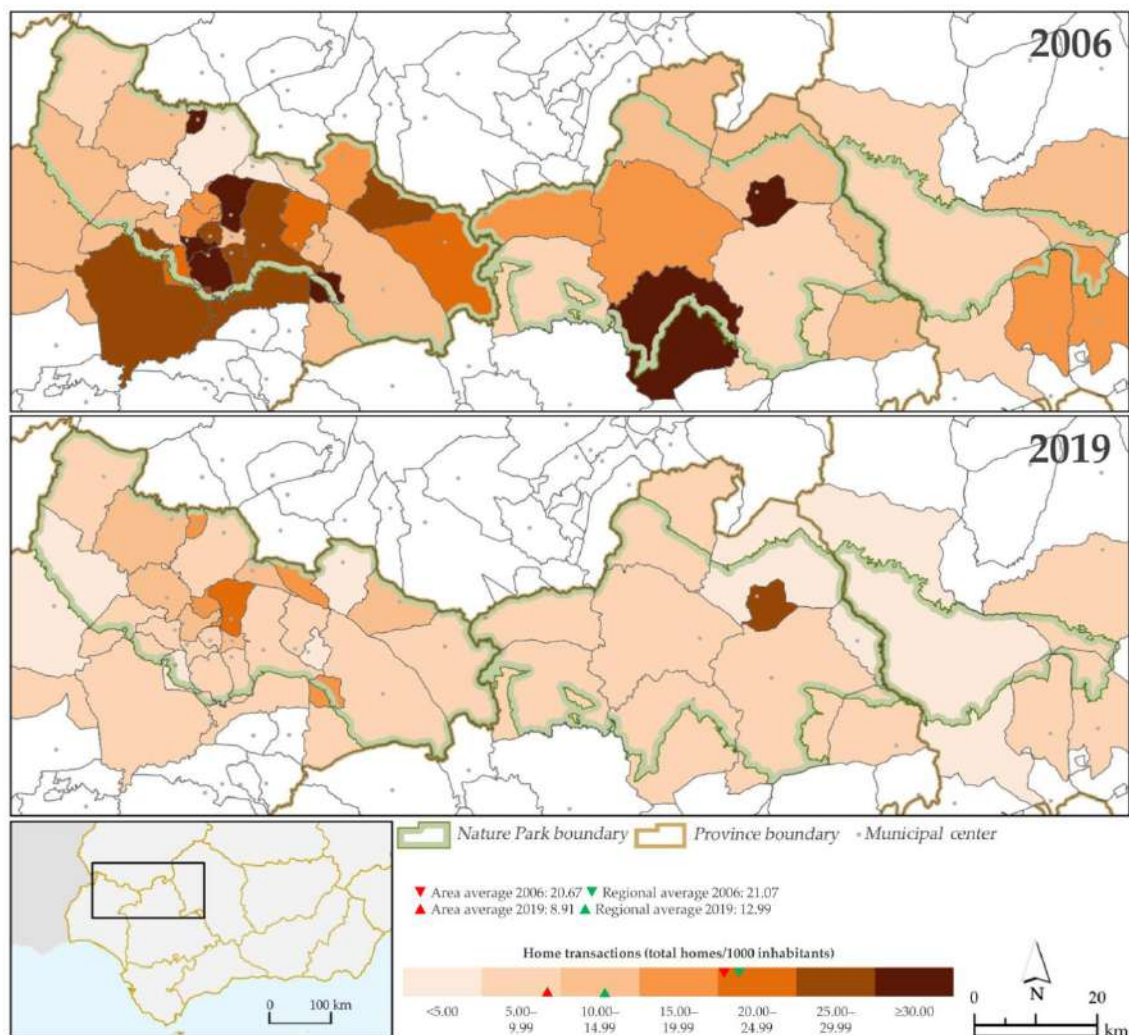 2006
2019
Nature Park boundary Province boundary Municipal center
Area average 2006: 20.67 Regional average 2006: 21.07
Area average 2019: 8.91 Regional average 2019: 12.99
Home transactions (total homes/1000 inhabitants)
<5.00 5.00– 10.00– 15.00– 20.00– 25.00– ≥30.00
9.99 14.99 19.99 24.99 29.99
0 100 km
N
0 20
km